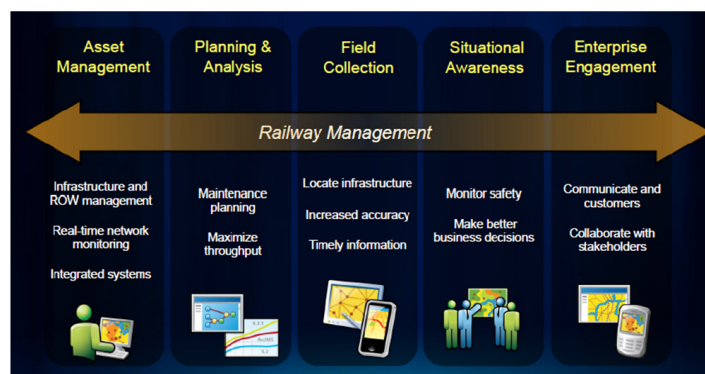 Asset
Management
Planning &
Analysis
Field
Collection
Situational
Awareness
Enterprise
Engagement
Railway Management
Infrastructure and
ROW management
Real-time network
monitoring
Integrated systems
Maintenance
planning
Maximize
throughput
Locate infrastructure
Increased accuracy
Timely information
Monitor safety
Make better
business decisions
Communicate and
customers
Collaborate with
stakeholders